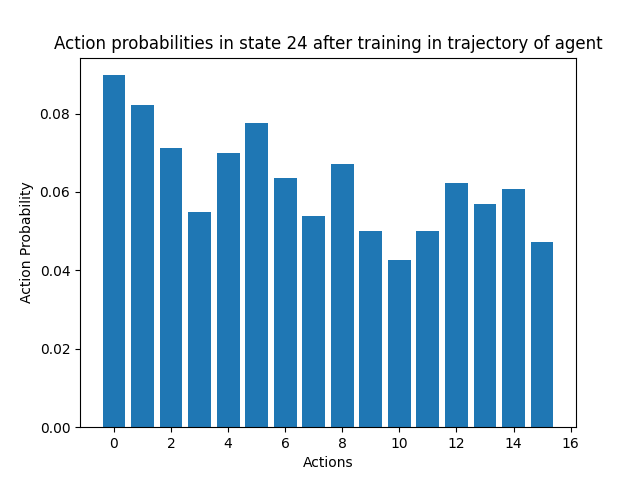 Action probabilities in state 24 after training in trajectory of agent
0.08
0.06
0.04
0.02
0.00
Action Probability
0 2 4 6 8 10 12 14 16
Actions